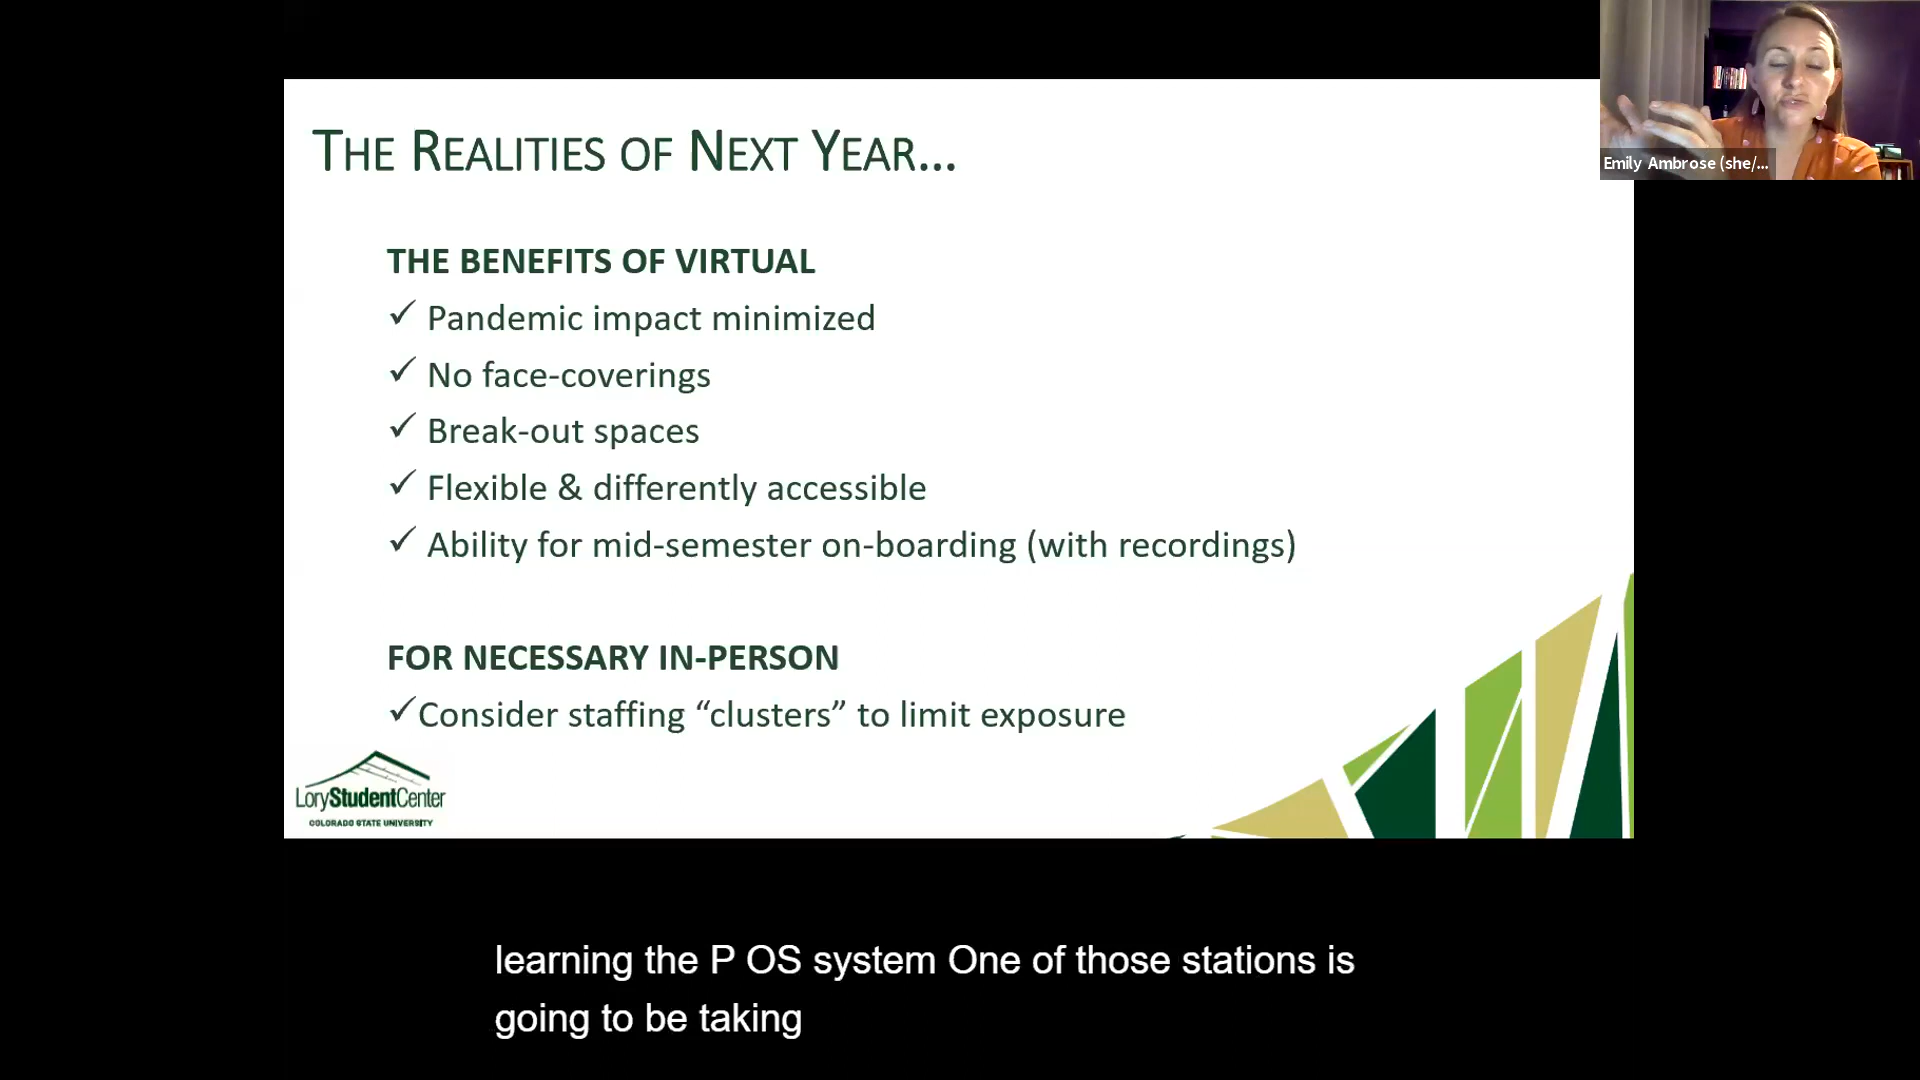 THE REALITIES OF NEXT YEAR...
Emily Ambrose (she/...
THE BENEFITS OF VIRTUAL
✓ Pandemic impact minimized
✓ No face-coverings
✓ Break-out spaces
✓ Flexible & differently accessible
✓ Ability for mid-semester on-boarding (with recordings)
FOR NECESSARY IN-PERSON
✓Consider staffing “clusters” to limit exposure
LoryStudentCenter
COLORADO STATE UNIVERSITY
learning the P OS system One of those stations is
going to be taking